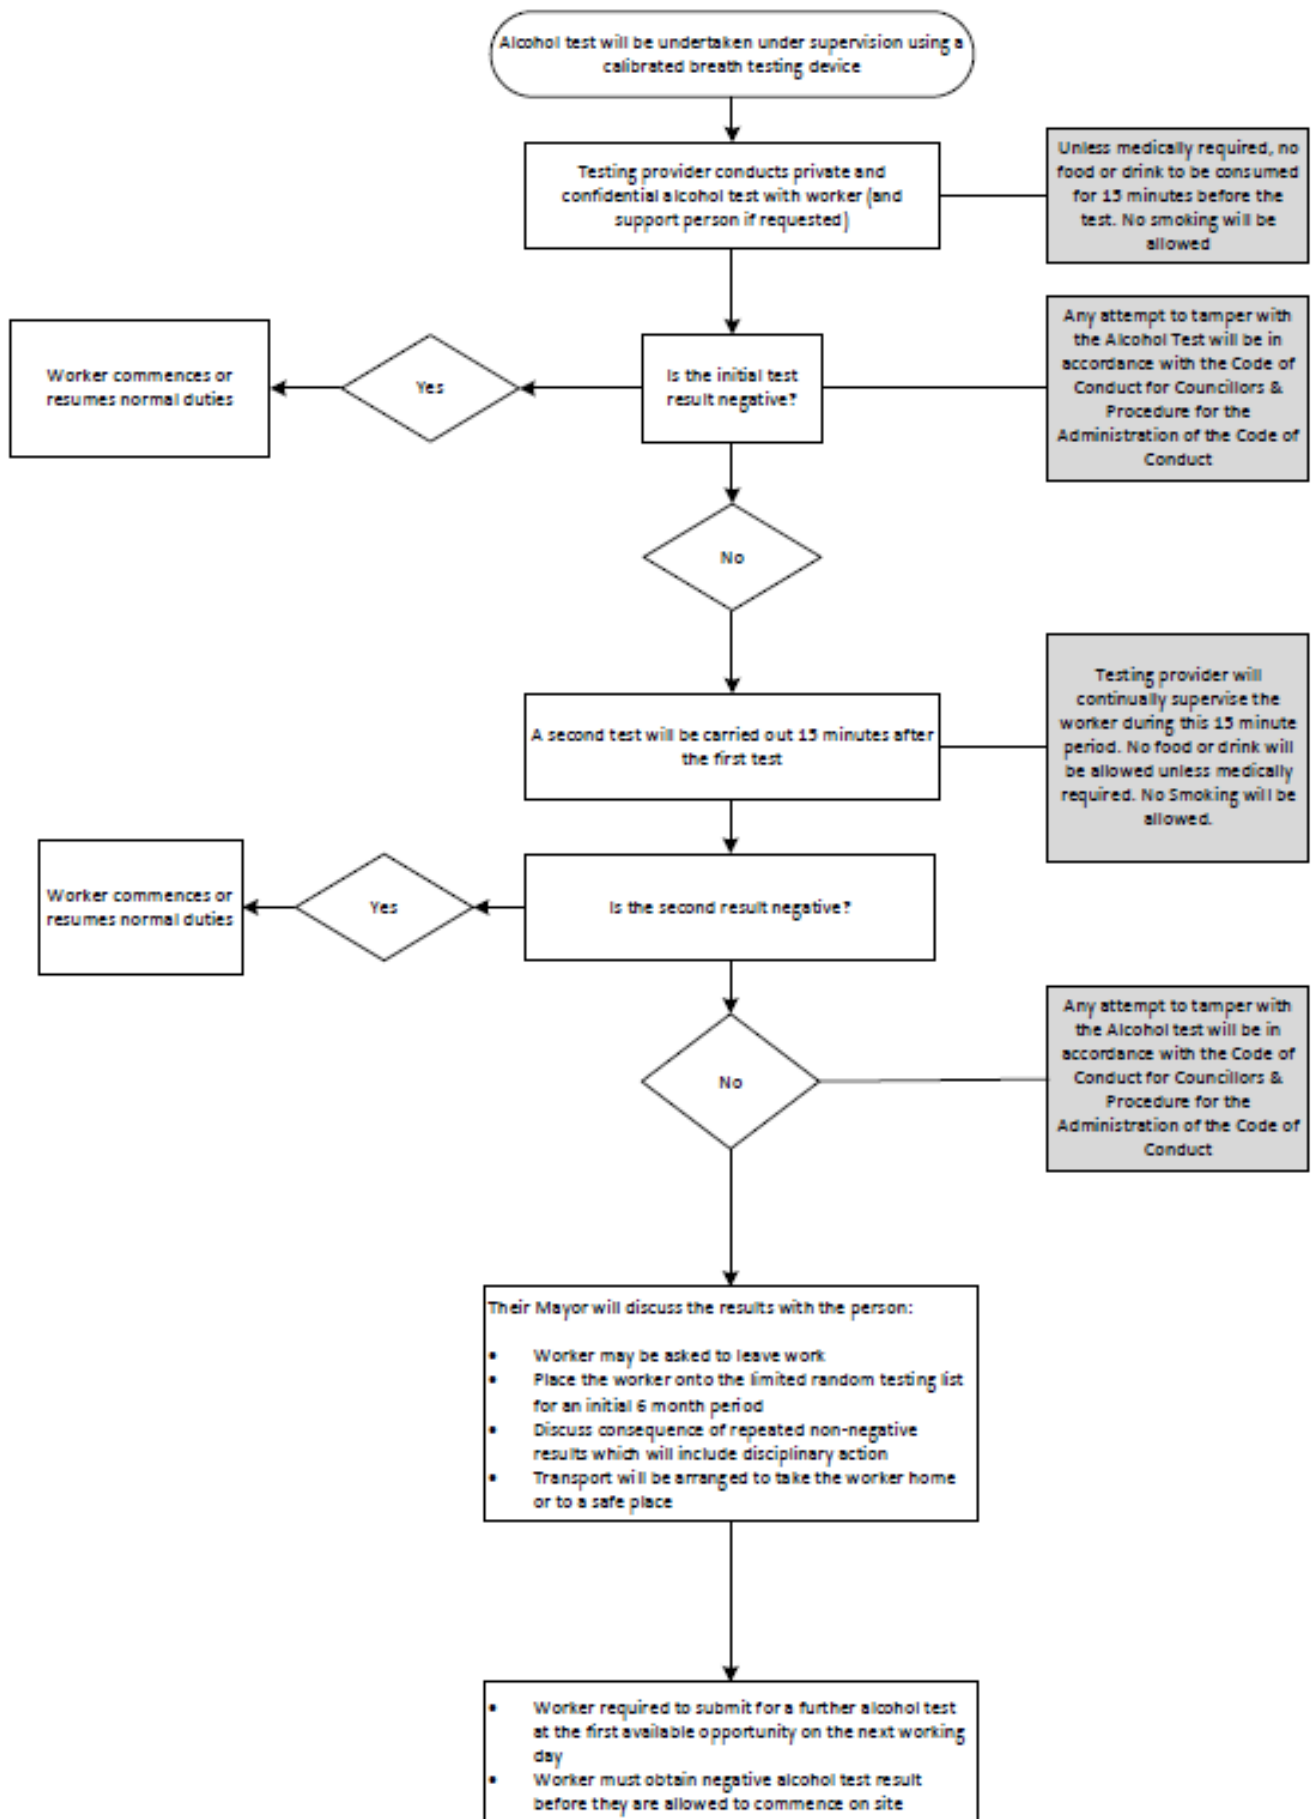 Alcohol test will be undertaken under supervision using a
calibrated breath testing device
Testing provider conducts private and
confidential alcohol test with worker (and
support person if requested)
Unless medically required, no
food or drink to be consumed
for 15 minutes before the
test. No smoking will be
allowed
Any attempt to tamper with
the Alcohol Test will be in
accordance with the Code of
Conduct for Councillors &
Procedure for the
Administration of the Code of
Conduct
Is the initial test
result negative?
Yes
Worker commences or
resumes normal duties
No
A second test will be carried out 15 minutes after
the first test
Testing provider will
continually supervise the
worker during this 15 minute
period. No food or drink will
be allowed unless medically
required. No Smoking will be
allowed.
Is the second result negative?
Yes
Worker commences or
resumes normal duties
No
Any attempt to tamper with
the Alcohol test will be in
accordance with the Code of
Conduct for Councillors &
Procedure for the
Administration of the Code of
Conduct
Their Mayor will discuss the results with the person:
• Worker may be asked to leave work
• Place the worker onto the limited random testing list
for an initial 6 month period
• Discuss consequence of repeated non-negative
results which will include disciplinary action
• Transport will be arranged to take the worker home
or to a safe place
• Worker required to submit for a further alcohol test
at the first available opportunity on the next working
day
• Worker must obtain negative alcohol test result
before they are allowed to commence on site